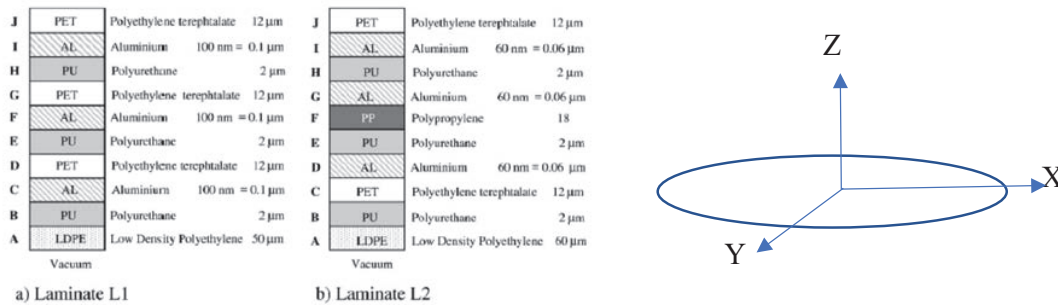 J PET Polyethylene terephtalate 12 µm
I AL Aluminium 100 nm = 0.1 µm
H PU Polyurethane 2 µm
G PET Polyethylene terephtalate 12 µm
F AL Aluminium 100 nm = 0.1 µm
E PU Polyurethane 2 µm
D PET Polyethylene terephtalate 12 µm
C AL Aluminium 100 nm = 0.1 µm
B PU Polyurethane 2 µm
A LDPE Low Density Polyethylene 50 µm
Vacuum
a) Laminate L1
J PET Polyethylene terephtalate 12 µm
I AL Aluminium 60 nm = 0.06 µm
H PU Polyurethane 2 µm
G AL Aluminium 60 nm = 0.06 µm
F PP Polypropylene 18
E PU Polyurethane 2 µm
D AL Aluminium 60 nm = 0.06 µm
C PET Polyethylene terephtalate 12 µm
B PU Polyurethane 2 µm
A LDPE Low Density Polyethylene 60 µm
Vacuum
b) Laminate L2
Z
X
Y